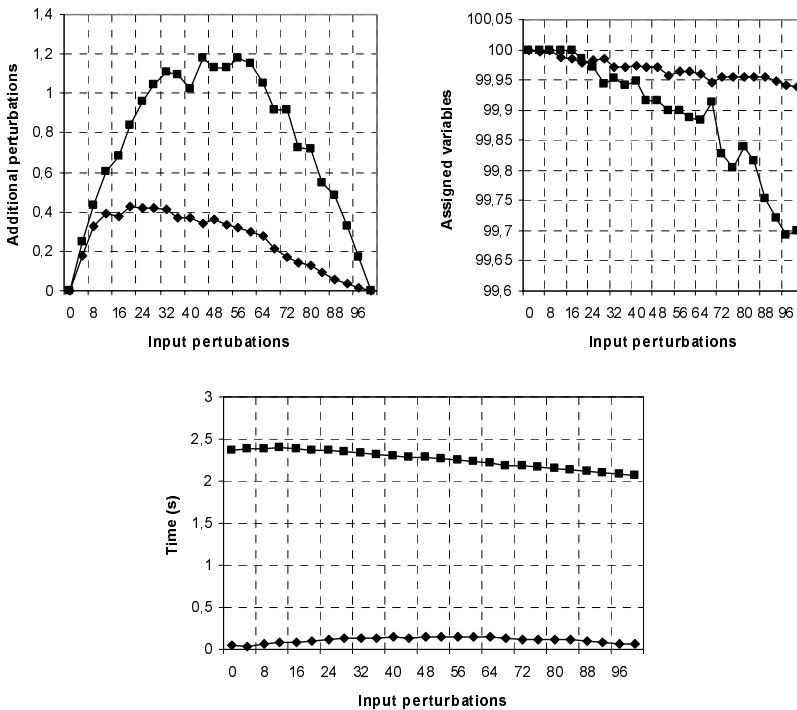 1,4
1.2
1
0.8
0.6
0.4
0,2
0
0 8 16 24 32 40 48 56 64 72 80 88 96
Additional perturbations
Input pertubations
100,05
100
99,95
99,9
99,85
99,8
99,75
99,7
99,65
99,6
0 8 16 24 32 40 48 56 64 72 80 88 96
Assigned variables
Input perturbations
3
2,5
2
1,5
1
0,5
0
0 8 16 24 32 40 48 56 64 72 80 88 96
Time (s)
Input perturbations